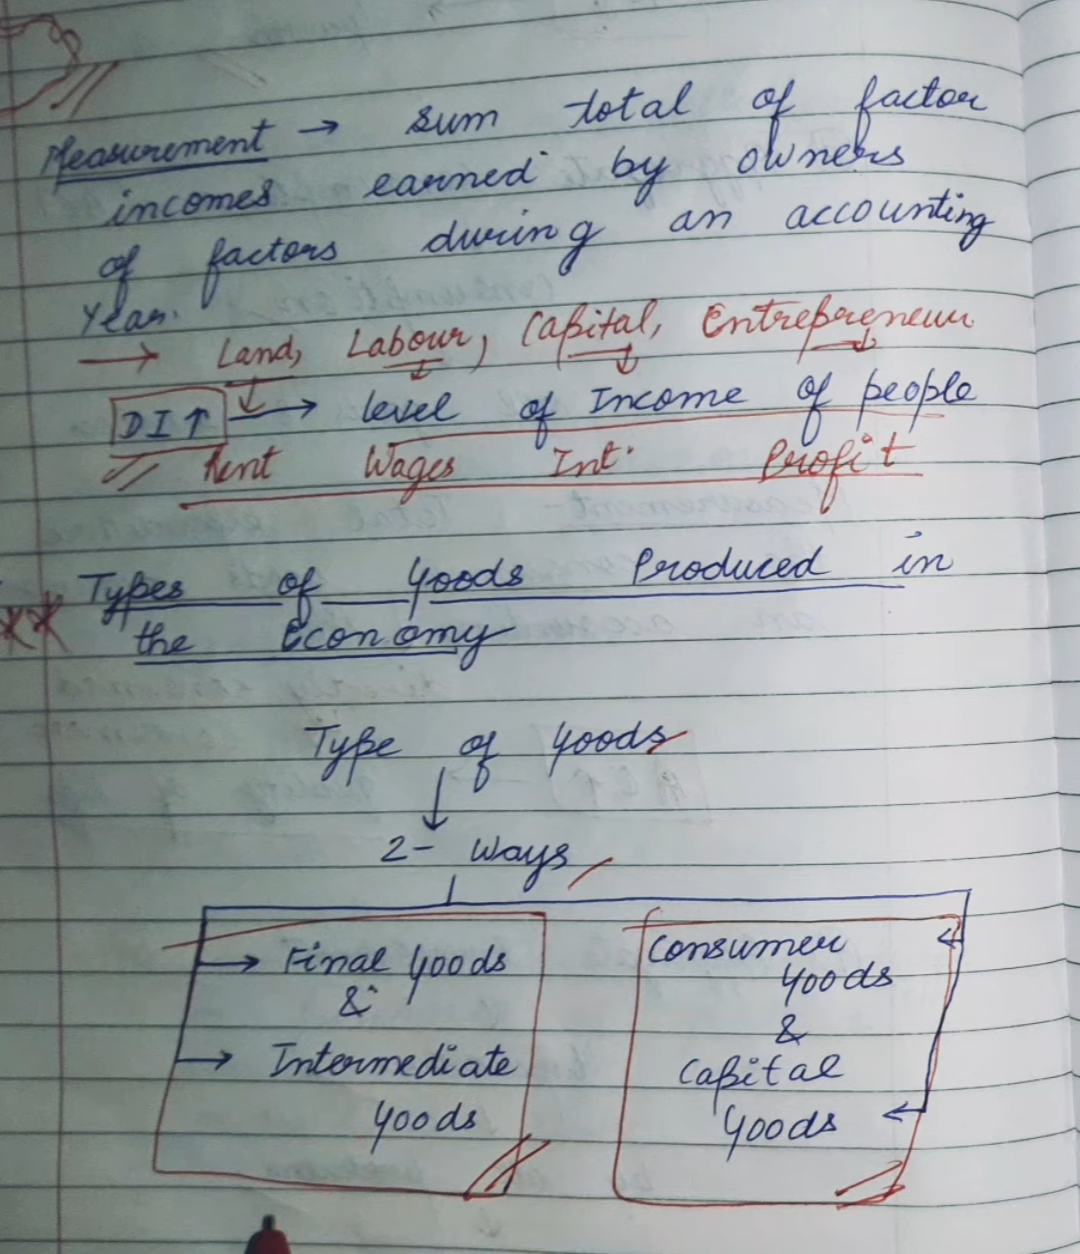 Measurement → sum total of factor
incomes earned by owners
of factors during an accounting
Year.
→ Land, Labour, Capital, Entrepreneur
DI↑ → level of Income of people
Rent Wages Int. Profit
** Types of Goods Produced in
the Economy
Type of Goods
↓
2- Ways
→ Final Goods
&
→ Intermediate
Goods
Consumer ←
Goods
&
Capital
Goods ←